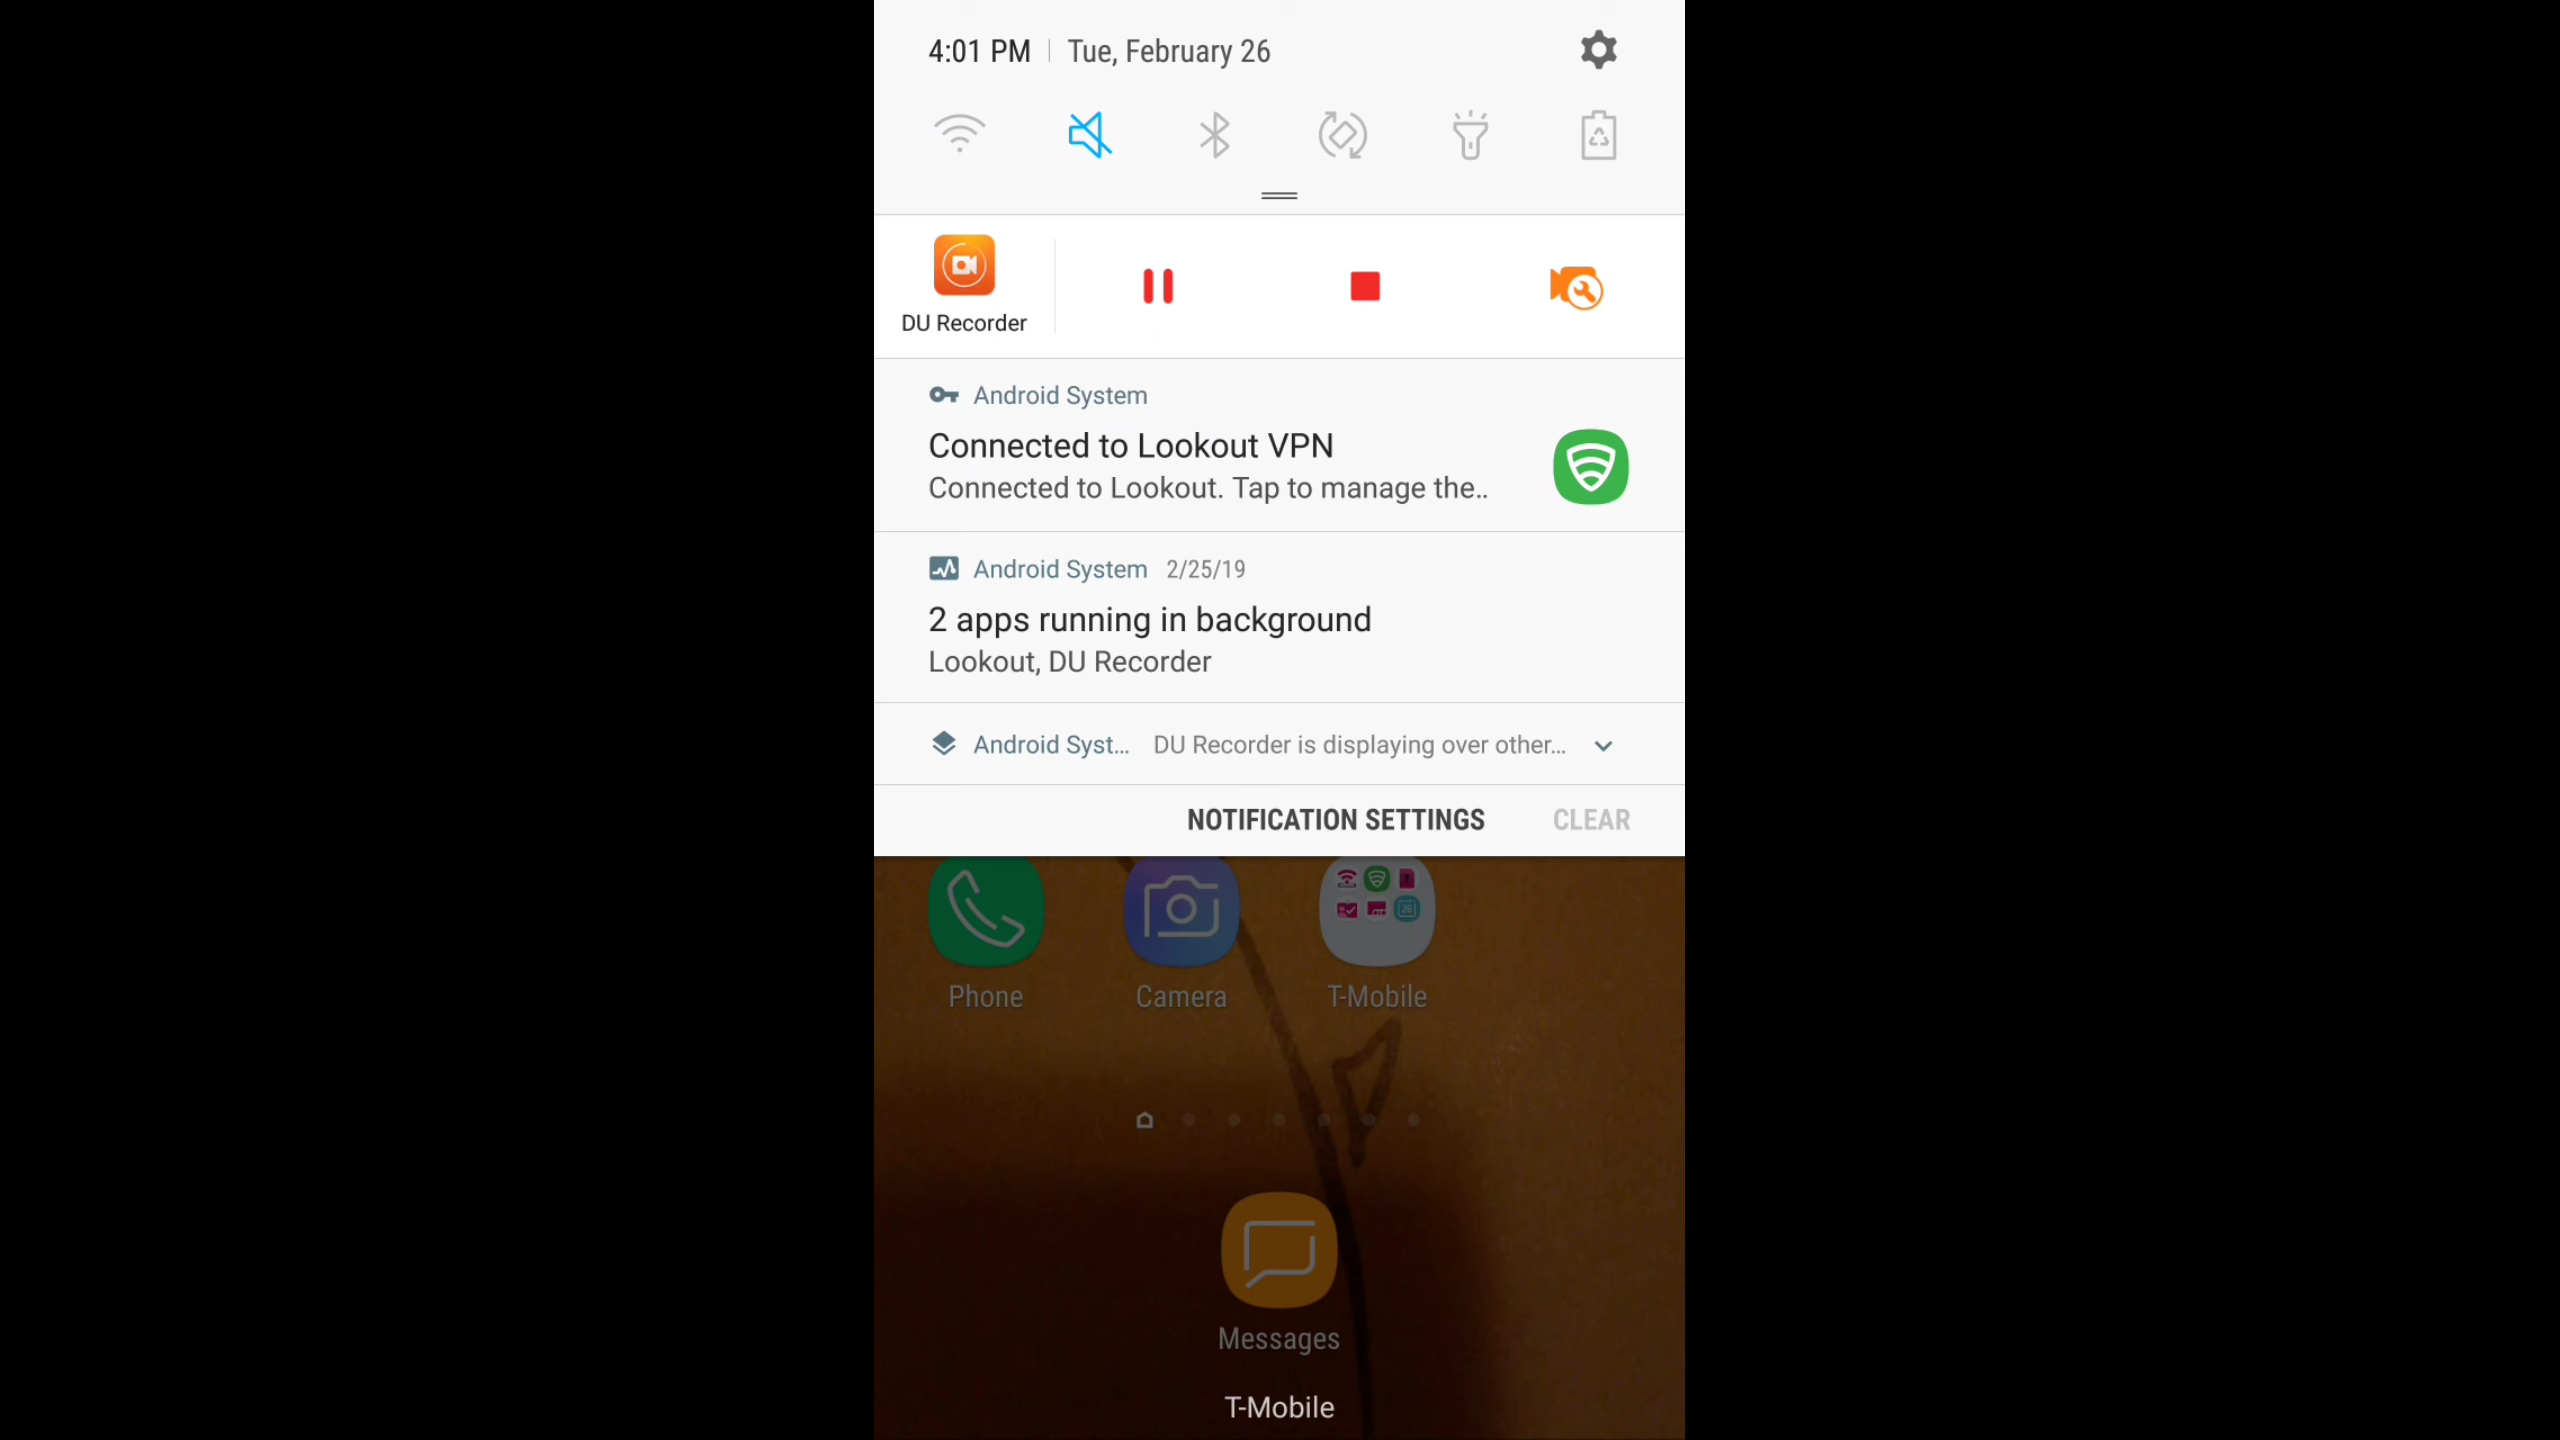 4:01 PM | Tue, February 26
DU Recorder
Android System
Connected to Lookout VPN
Connected to Lookout. Tap to manage the..
Android System 2/25/19
2 apps running in background
Lookout, DU Recorder
Android Syst... DU Recorder is displaying over other...
NOTIFICATION SETTINGS CLEAR
26
Phone Camera T-Mobile
Messages
T-Mobile